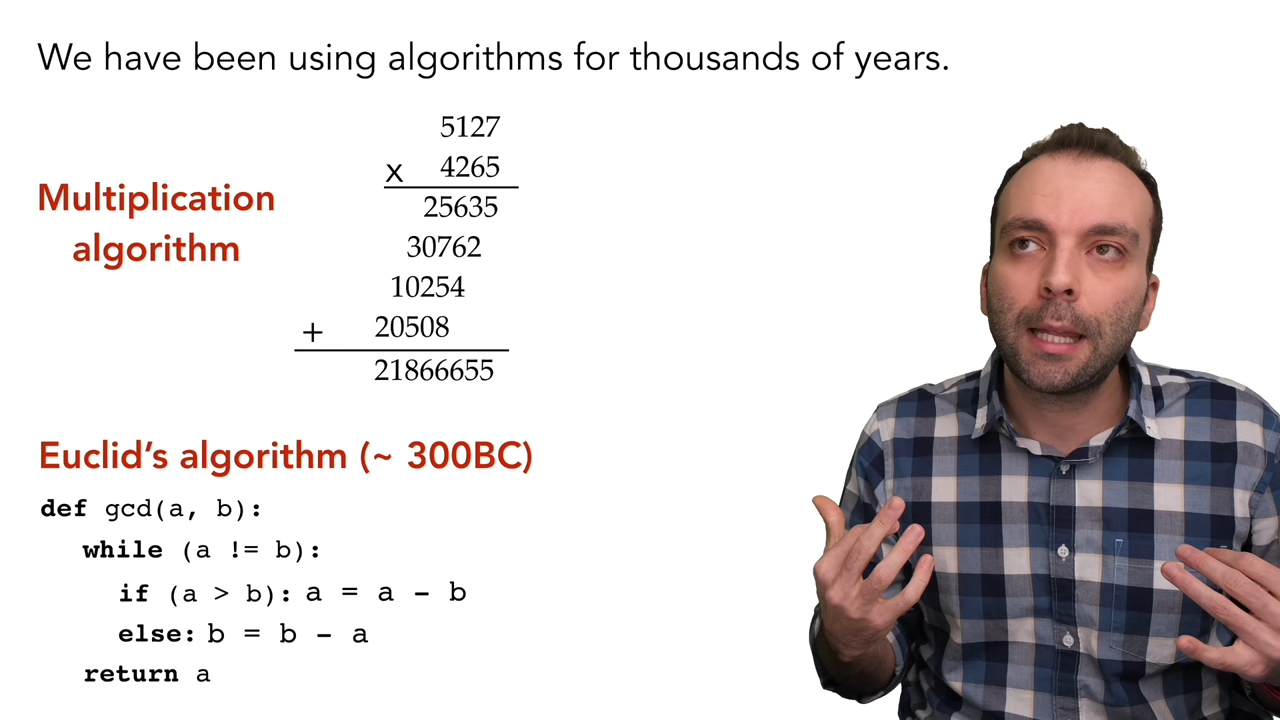 We have been using algorithms for thousands of years.
Multiplication
algorithm
5127
x 4265
25635
30762
10254
+ 20508
21866655
Euclid’s algorithm (~ 300BC)
def gcd(a, b):
while (a != b):
if (a > b): a = a - b
else: b = b - a
return a